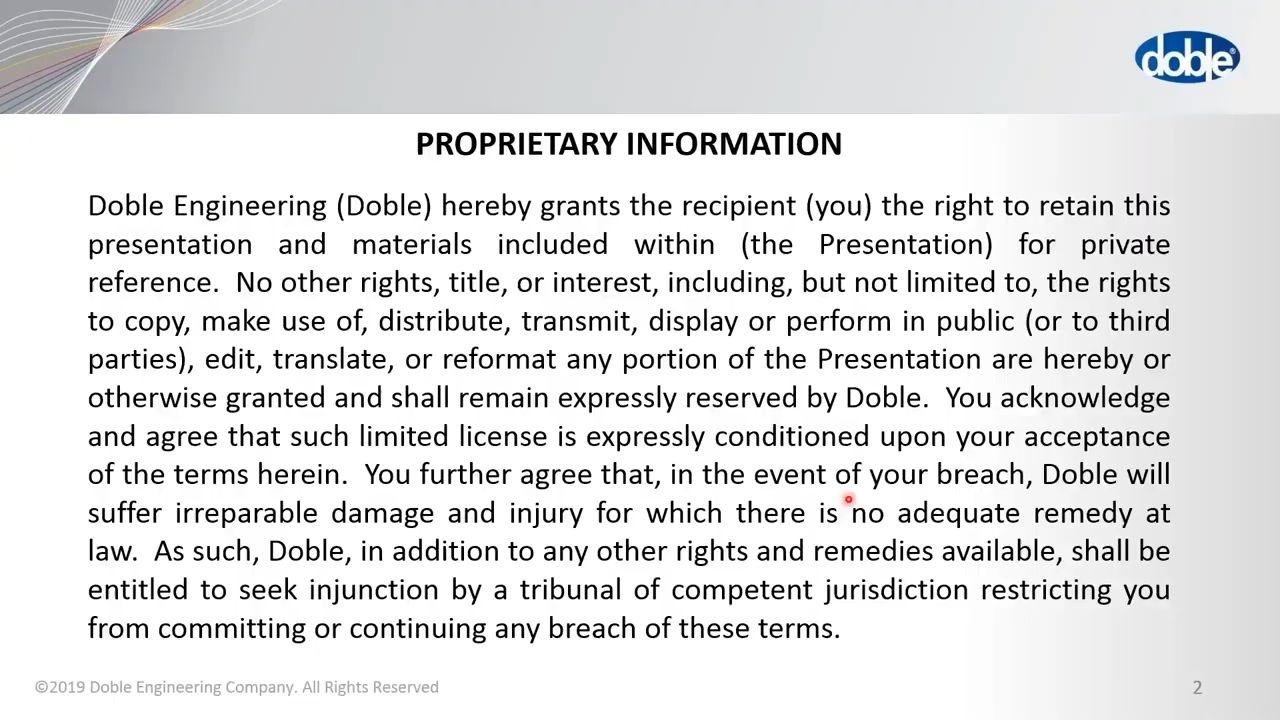 doble®
PROPRIETARY INFORMATION
Doble Engineering (Doble) hereby grants the recipient (you) the right to retain this
presentation and materials included within (the Presentation) for private
reference. No other rights, title, or interest, including, but not limited to, the rights
to copy, make use of, distribute, transmit, display or perform in public (or to third
parties), edit, translate, or reformat any portion of the Presentation are hereby or
otherwise granted and shall remain expressly reserved by Doble. You acknowledge
and agree that such limited license is expressly conditioned upon your acceptance
of the terms herein. You further agree that, in the event of your breach, Doble will
suffer irreparable damage and injury for which there is no adequate remedy at
law. As such, Doble, in addition to any other rights and remedies available, shall be
entitled to seek injunction by a tribunal of competent jurisdiction restricting you
from committing or continuing any breach of these terms.
©2019 Doble Engineering Company. All Rights Reserved
2